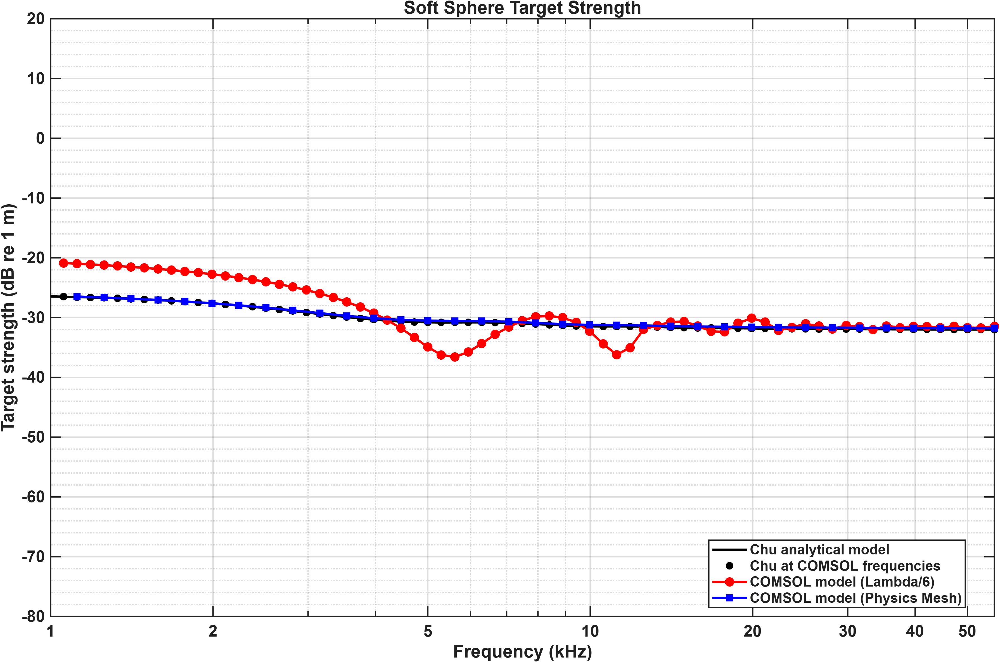 Soft Sphere Target Strength
20
10
0
-10
-20
-30
-40
-50
-60
-70
-80
Target strength (dB re 1 m)
Chu analytical model
Chu at COMSOL frequencies
COMSOL model (Lambda/6)
COMSOL model (Physics Mesh)
1 2 5 10 20 30 40 50
Frequency (kHz)